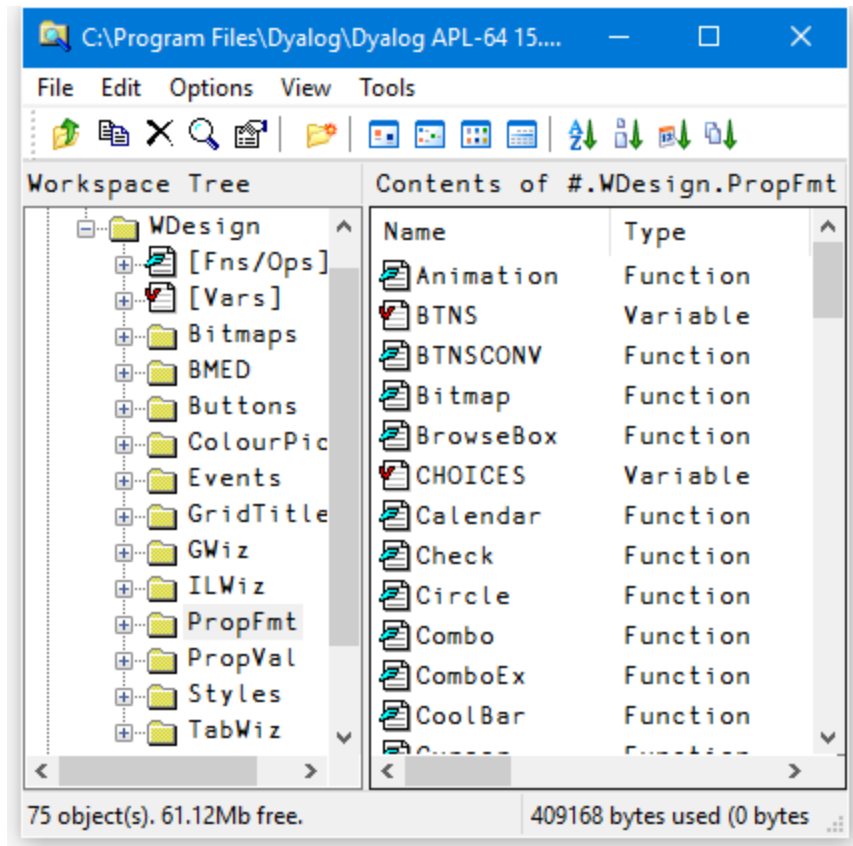 C:\Program Files\Dyalog\Dyalog APL-64 15....
File Edit Options View Tools
Workspace Tree
Contents of #.WDesign.PropFmt
WDesign
[Fns/Ops]
[Vars]
Bitmaps
BMED
Buttons
ColourPic
Events
GridTitle
GWiz
ILWiz
PropFmt
PropVal
Styles
TabWiz
Name Type
Animation Function
BTNS Variable
BTNSCONV Function
Bitmap Function
BrowseBox Function
CHOICES Variable
Calendar Function
Check Function
Circle Function
Combo Function
ComboEx Function
CoolBar Function
75 object(s). 61.12Mb free.
409168 bytes used (0 bytes